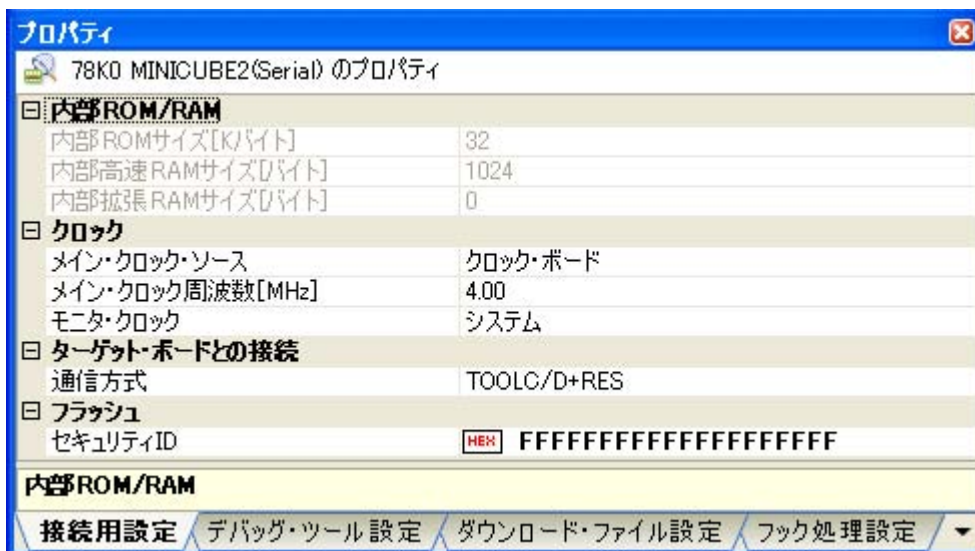 プロパティ
78K0 MINICUBE2(Serial) のプロパティ
内部ROM/RAM
内部ROMサイズ[Kバイト] 32
内部高速RAMサイズ[バイト] 1024
内部拡張RAMサイズ[バイト] 0
クロック
メイン・クロック・ソース クロック・ボード
メイン・クロック周波数[MHz] 4.00
モニタ・クロック システム
ターゲット・ボードとの接続
通信方式 TOOLC/D+RES
フラッシュ
セキュリティID HEX FFFFFFFFFFFFFFFFFFFF
内部ROM/RAM
接続用設定 デバッグ・ツール設定 ダウンロード・ファイル設定 フック処理設定